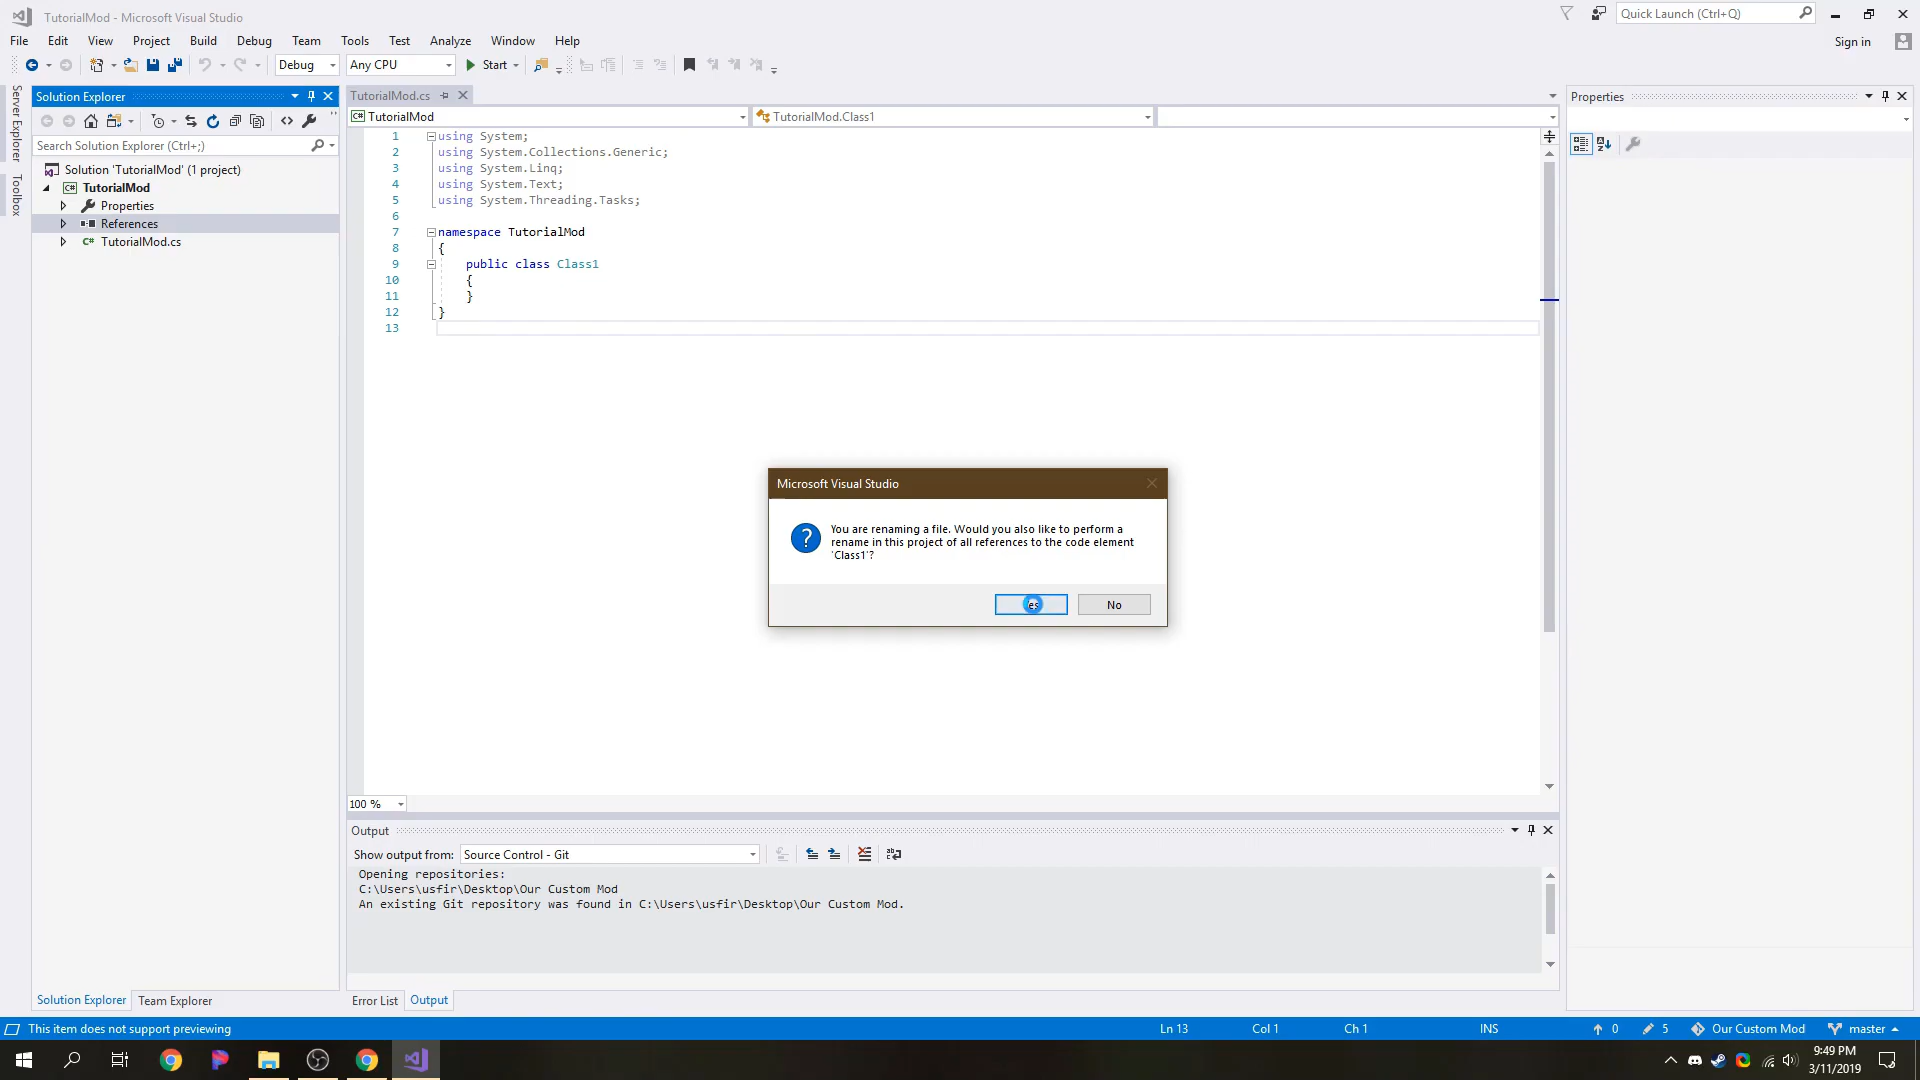 TutorialMod - Microsoft Visual Studio
Quick Launch (Ctrl+Q)
File Edit View Project Build Debug Team Tools Test Analyze Window Help
Sign in
Debug Any CPU Start
Server Explorer
Toolbox
Solution Explorer
Search Solution Explorer (Ctrl+;)
Solution 'TutorialMod' (1 project)
TutorialMod
Properties
References
TutorialMod.cs
TutorialMod.cs
TutorialMod TutorialMod.Class1
1 using System;
2 using System.Collections.Generic;
3 using System.Linq;
4 using System.Text;
5 using System.Threading.Tasks;
6
7 namespace TutorialMod
8 {
9 public class Class1
10 {
11 }
12 }
13
Microsoft Visual Studio
You are renaming a file. Would you also like to perform a
rename in this project of all references to the code element
'Class1'?
No
100 %
Output
Show output from: Source Control - Git
Opening repositories:
C:\Users\usfir\Desktop\Our Custom Mod
An existing Git repository was found in C:\Users\usfir\Desktop\Our Custom Mod.
Solution Explorer Team Explorer
Error List Output
Properties
This item does not support previewing
Ln 13 Col 1 Ch 1 INS 0 5 Our Custom Mod master
9:49 PM
3/11/2019